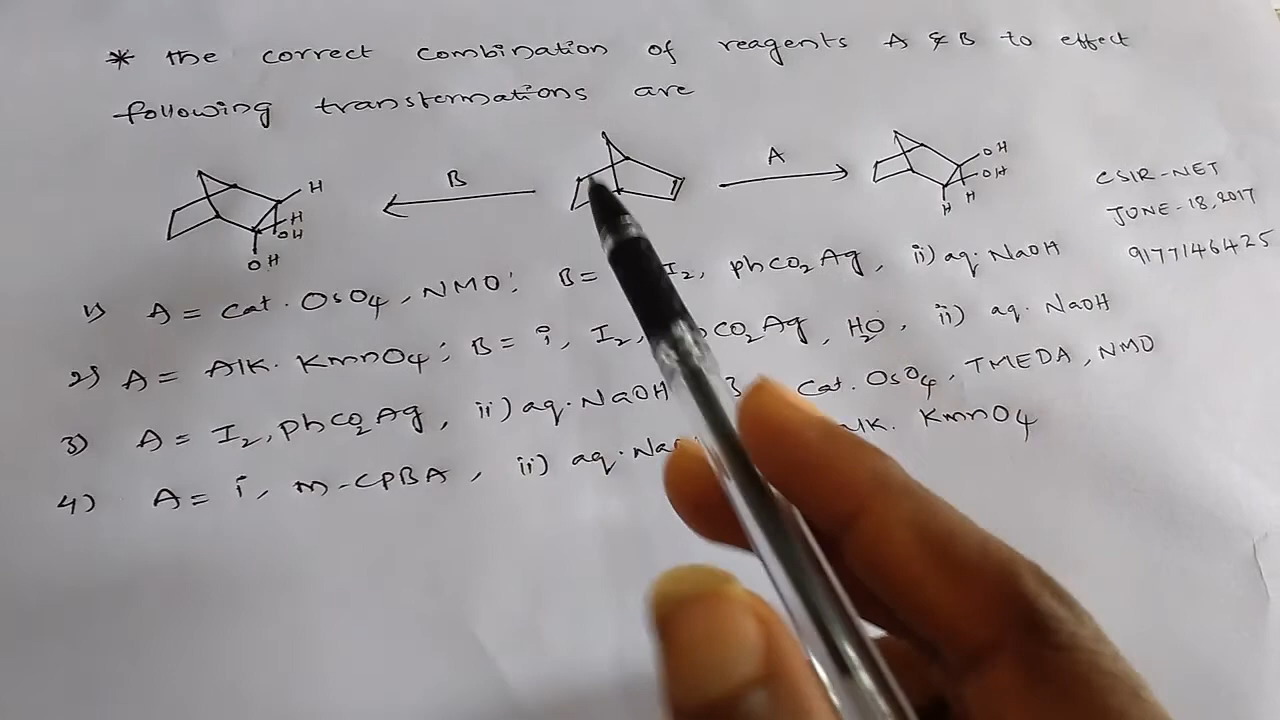 * The correct combination of reagents A & B to effect
following transformations are
B
A
H
H
OH
OH
OH
OH
H
H
CSIR-NET
JUNE-18,2017
9177146425
1) A = cat. OsO4, NMO; B = I2, phCO2Ag, ii) aq. NaOH
2) A = Alk. KmnO4; B = i, I2, CO2Ag, H2O, ii) aq. NaOH
3) A = I2, phCO2Ag, ii) aq. NaOH Cat. OsO4, TMEDA, NMO
4) A = i, m-CPBA, ii) aq. Alk. KmnO4